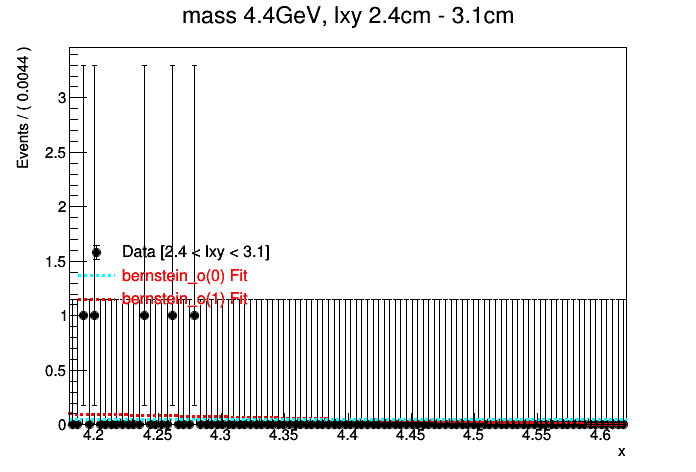 mass 4.4GeV, lxy 2.4cm - 3.1cm
Events / ( 0.0044 )
3
2.5
2
1.5
1
0.5
0
Data [2.4 < lxy < 3.1]
bernstein_o(0) Fit
bernstein_o(1) Fit
4.2 4.25 4.3 4.35 4.4 4.45 4.5 4.55 4.6
x